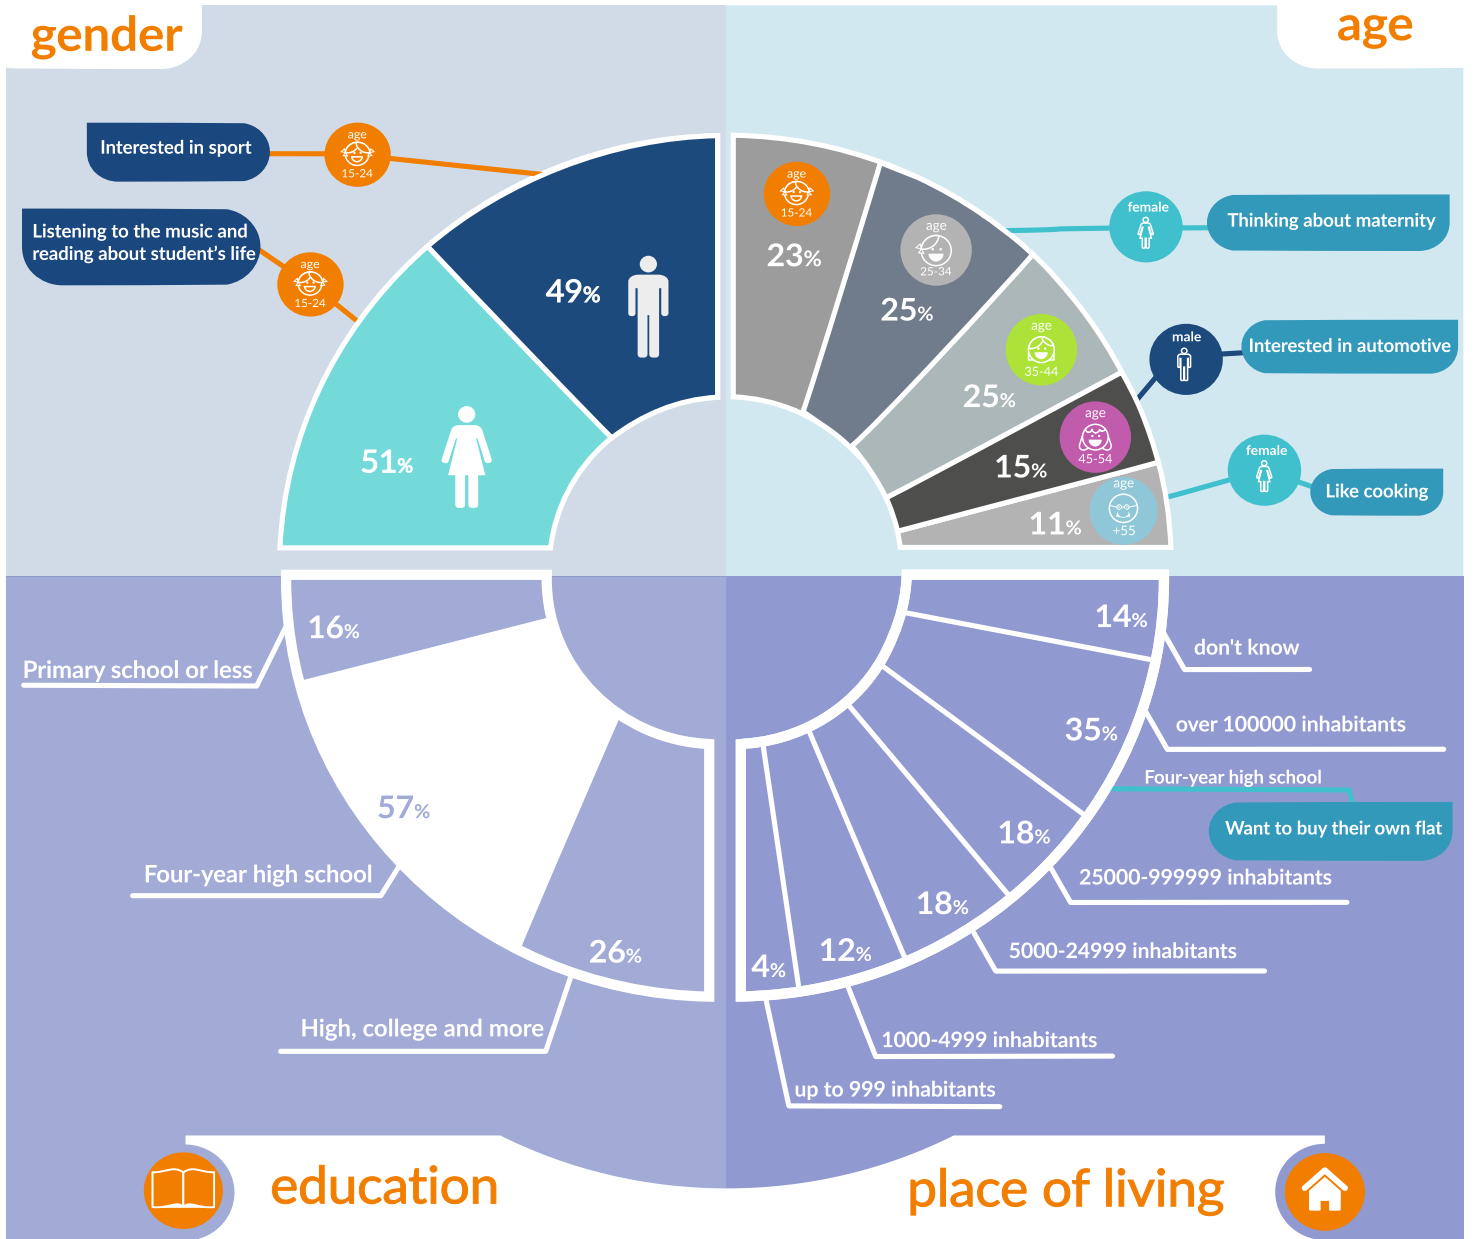 gender
age
Interested in sport
age
15-24
Listening to the music and
reading about student's life
age
15-24
49%
51%
age
15-24
23%
age
25-34
25%
age
35-44
25%
age
45-54
15%
age
+55
11%
female
Thinking about maternity
male
Interested in automotive
female
Like cooking
16%
Primary school or less
57%
Four-year high school
26%
High, college and more
14%
don't know
35%
over 100000 inhabitants
Four-year high school
Want to buy their own flat
18%
25000-999999 inhabitants
18%
5000-24999 inhabitants
12%
1000-4999 inhabitants
4%
up to 999 inhabitants
education
place of living